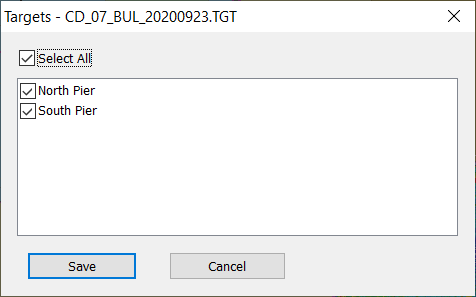 Targets - CD_07_BUL_20200923.TGT
Select All
North Pier
South Pier
Save Cancel